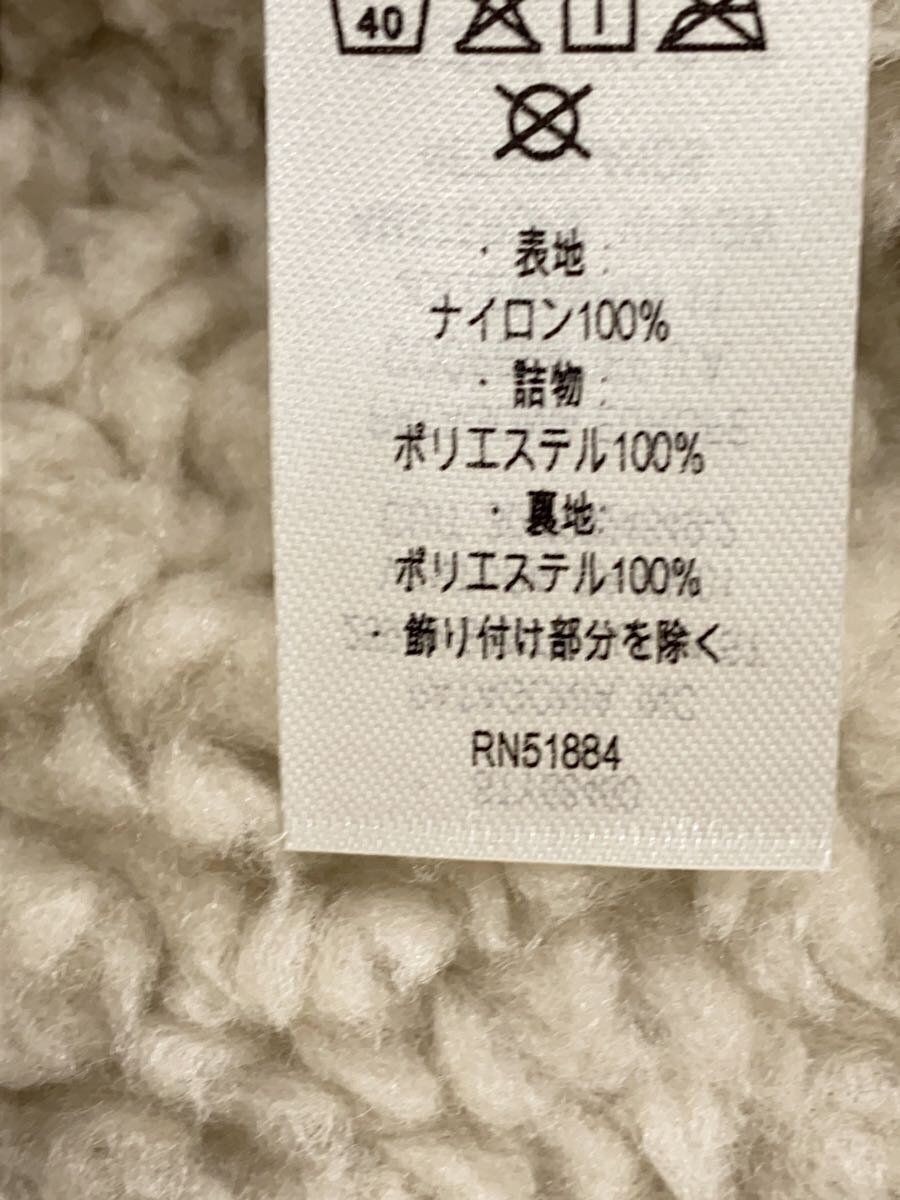 40
・表地:
ナイロン100%
・詰物:
ポリエステル100%
・裏地:
ポリエステル100%
・飾り付け部分を除く
RN51884